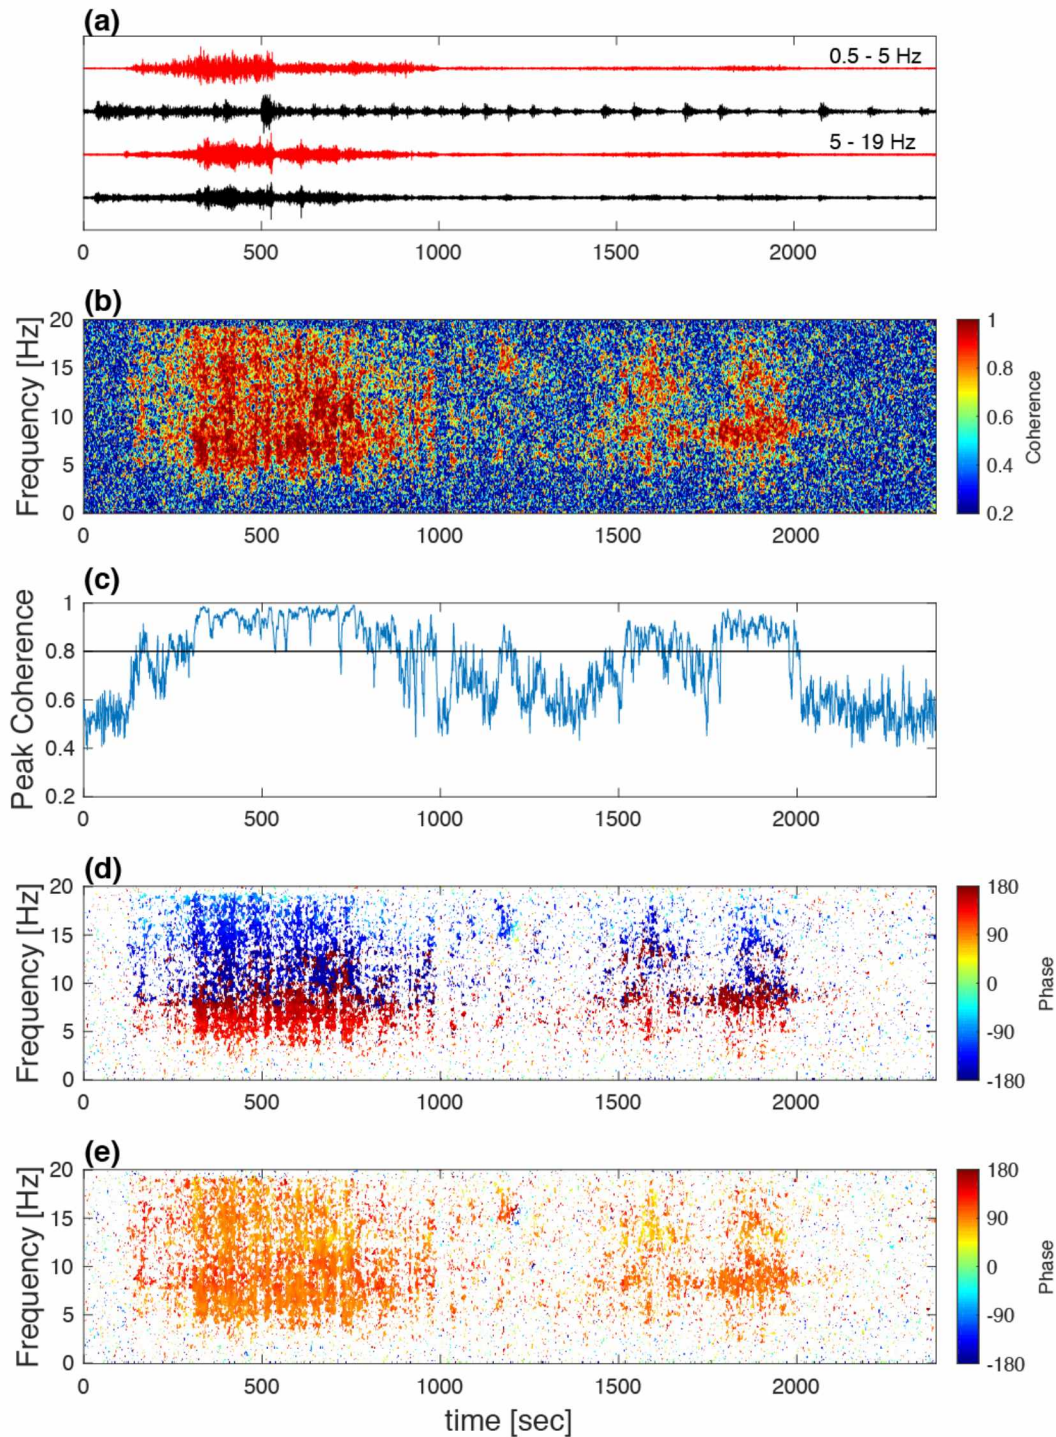 (a)
0.5 - 5 Hz
5 - 19 Hz
0 500 1000 1500 2000
(b)
Frequency [Hz]
20
15
10
5
0
0 500 1000 1500 2000
1
0.8
0.6
0.4
0.2
Coherence
(c)
Peak Coherence
1
0.8
0.6
0.4
0.2
0 500 1000 1500 2000
(d)
Frequency [Hz]
20
15
10
5
0
0 500 1000 1500 2000
180
90
0
-90
-180
Phase
(e)
Frequency [Hz]
20
15
10
5
0
0 500 1000 1500 2000
180
90
0
-90
-180
Phase
time [sec]